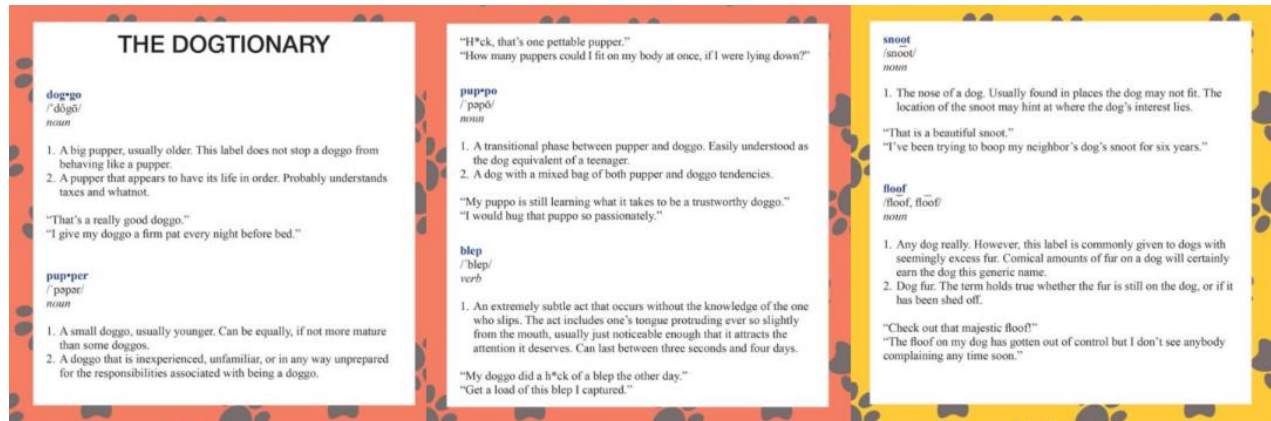 THE DOGTIONARY
dog•go
/ˈdôgō/
noun
1. A big pupper, usually older. This label does not stop a doggo from
behaving like a pupper.
2. A pupper that appears to have its life in order. Probably understands
taxes and whatnot.
“That’s a really good doggo.”
“I give my doggo a firm pat every night before bed.”
pup•per
/ˈpəpər/
noun
1. A small doggo, usually younger. Can be equally, if not more mature
than some doggos.
2. A doggo that is inexperienced, unfamiliar, or in any way unprepared
for the responsibilities associated with being a doggo.
“H*ck, that’s one pettable pupper.”
“How many puppers could I fit on my body at once, if I were lying down?”
pup•po
/ˈpəpō/
noun
1. A transitional phase between pupper and doggo. Easily understood as
the dog equivalent of a teenager.
2. A dog with a mixed bag of both pupper and doggo tendencies.
“My puppo is still learning what it takes to be a trustworthy doggo.”
“I would hug that puppo so passionately.”
blep
/ˈblep/
verb
1. An extremely subtle act that occurs without the knowledge of the one
who slips. The act includes one’s tongue protruding ever so slightly
from the mouth, usually just noticeable enough that it attracts the
attention it deserves. Can last between three seconds and four days.
“My doggo did a h*ck of a blep the other day.”
“Get a load of this blep I captured.”
snoot
/sno͞ot/
noun
1. The nose of a dog. Usually found in places the dog may not fit. The
location of the snoot may hint at where the dog’s interest lies.
“That is a beautiful snoot.”
“I’ve been trying to boop my neighbor’s dog’s snoot for six years.”
floof
/flo͝of, flo͞of/
noun
1. Any dog really. However, this label is commonly given to dogs with
seemingly excess fur. Comical amounts of fur on a dog will certainly
earn the dog this generic name.
2. Dog fur. The term holds true whether the fur is still on the dog, or if it
has been shed off.
“Check out that majestic floof!”
“The floof on my dog has gotten out of control but I don’t see anybody
complaining any time soon.”